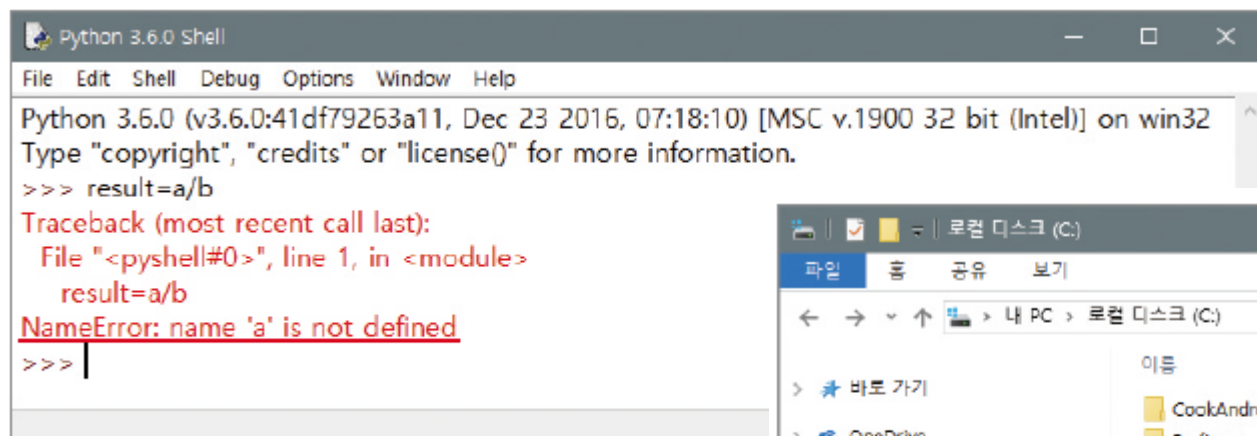 Python 3.6.0 Shell
File Edit Shell Debug Options Window Help
Python 3.6.0 (v3.6.0:41df79263a11, Dec 23 2016, 07:18:10) [MSC v.1900 32 bit (Intel)] on win32
Type "copyright", "credits" or "license()" for more information.
>>> result=a/b
Traceback (most recent call last):
File "<pyshell#0>", line 1, in <module>
result=a/b
NameError: name 'a' is not defined
>>>
로컬 디스크 (C:)
파일 홈 공유 보기
내 PC > 로컬 디스크 (C:)
이름
바로 가기
CookAndr
OneDrive